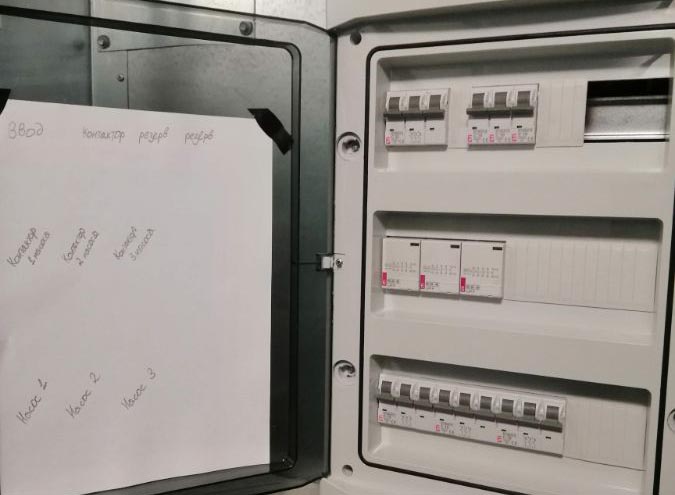 Ввод Контактор резерв резерв
Контактор
1 насоса
Контактор
2 насоса
Контактор
3 насоса
Насос 1
Насос 2
Насос 3